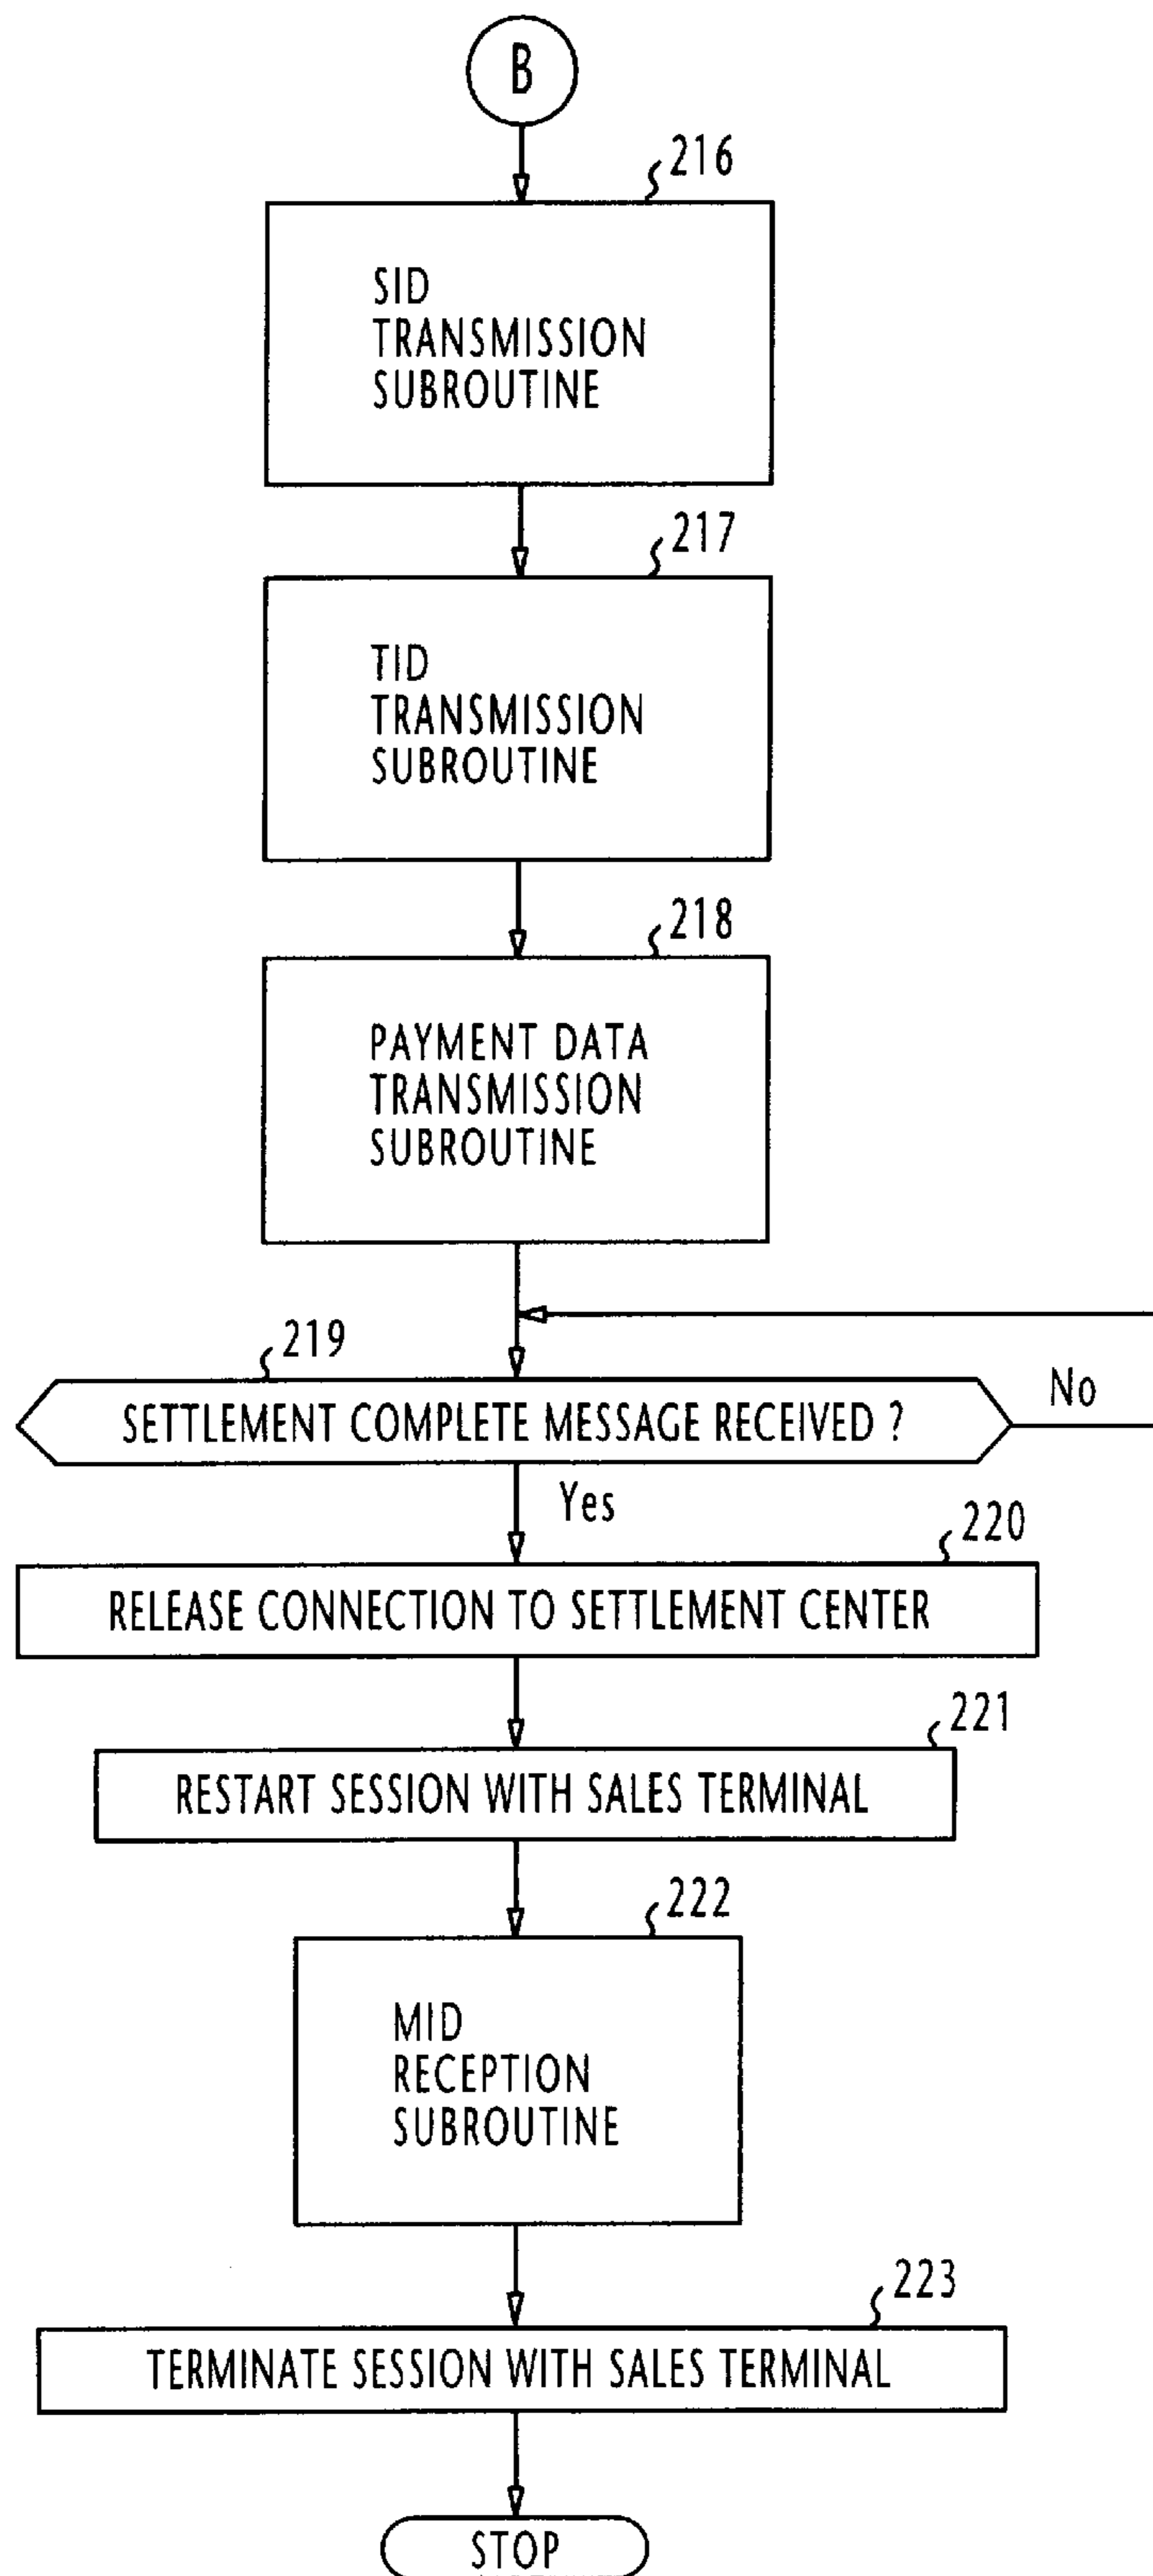 B
216
SID
TRANSMISSION
SUBROUTINE
217
TID
TRANSMISSION
SUBROUTINE
218
PAYMENT DATA
TRANSMISSION
SUBROUTINE
219
SETTLEMENT COMPLETE MESSAGE RECEIVED ?
No
Yes
220
RELEASE CONNECTION TO SETTLEMENT CENTER
221
RESTART SESSION WITH SALES TERMINAL
222
MID
RECEPTION
SUBROUTINE
223
TERMINATE SESSION WITH SALES TERMINAL
STOP